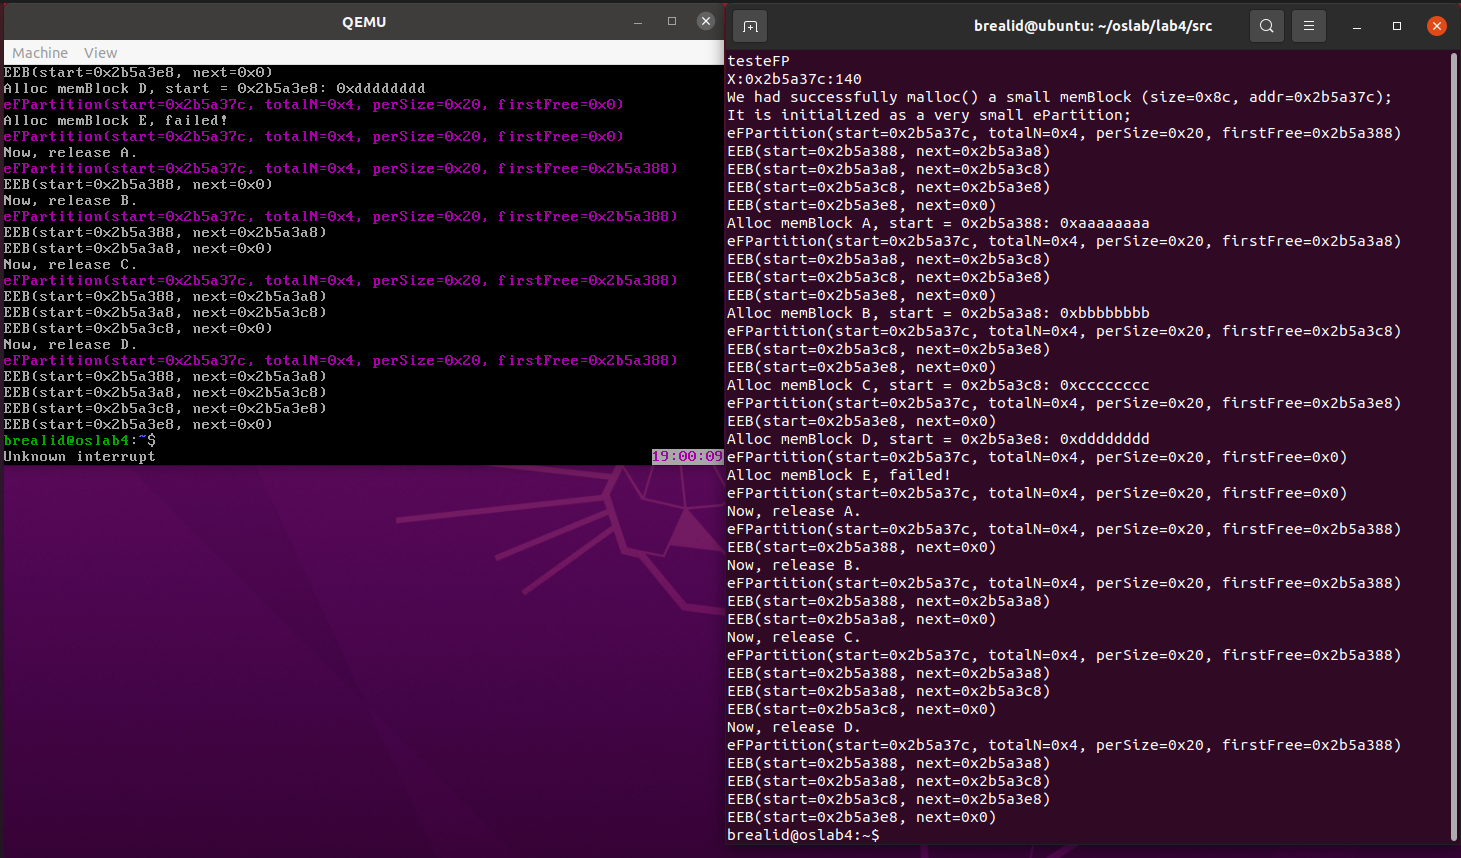 QEMU
Machine View
EEB(start=0x2b5a3e8, next=0x0)
Alloc memBlock D, start = 0x2b5a3e8: 0xdddddddd
eFPartition(start=0x2b5a37c, totalN=0x4, perSize=0x20, firstFree=0x0)
Alloc memBlock E, failed!
eFPartition(start=0x2b5a37c, totalN=0x4, perSize=0x20, firstFree=0x0)
Now, release A.
eFPartition(start=0x2b5a37c, totalN=0x4, perSize=0x20, firstFree=0x2b5a388)
EEB(start=0x2b5a388, next=0x0)
Now, release B.
eFPartition(start=0x2b5a37c, totalN=0x4, perSize=0x20, firstFree=0x2b5a388)
EEB(start=0x2b5a388, next=0x2b5a3a8)
EEB(start=0x2b5a3a8, next=0x0)
Now, release C.
eFPartition(start=0x2b5a37c, totalN=0x4, perSize=0x20, firstFree=0x2b5a388)
EEB(start=0x2b5a388, next=0x2b5a3a8)
EEB(start=0x2b5a3a8, next=0x2b5a3c8)
EEB(start=0x2b5a3c8, next=0x0)
Now, release D.
eFPartition(start=0x2b5a37c, totalN=0x4, perSize=0x20, firstFree=0x2b5a388)
EEB(start=0x2b5a388, next=0x2b5a3a8)
EEB(start=0x2b5a3a8, next=0x2b5a3c8)
EEB(start=0x2b5a3c8, next=0x2b5a3e8)
EEB(start=0x2b5a3e8, next=0x0)
brealid@oslab4:~$
Unknown interrupt 19:00:09
brealid@ubuntu: ~/oslab/lab4/src
testeFP
X:0x2b5a37c:140
We had successfully malloc() a small memBlock (size=0x8c, addr=0x2b5a37c);
It is initialized as a very small ePartition;
eFPartition(start=0x2b5a37c, totalN=0x4, perSize=0x20, firstFree=0x2b5a388)
EEB(start=0x2b5a388, next=0x2b5a3a8)
EEB(start=0x2b5a3a8, next=0x2b5a3c8)
EEB(start=0x2b5a3c8, next=0x2b5a3e8)
EEB(start=0x2b5a3e8, next=0x0)
Alloc memBlock A, start = 0x2b5a388: 0xaaaaaaaa
eFPartition(start=0x2b5a37c, totalN=0x4, perSize=0x20, firstFree=0x2b5a3a8)
EEB(start=0x2b5a3a8, next=0x2b5a3c8)
EEB(start=0x2b5a3c8, next=0x2b5a3e8)
EEB(start=0x2b5a3e8, next=0x0)
Alloc memBlock B, start = 0x2b5a3a8: 0xbbbbbbbb
eFPartition(start=0x2b5a37c, totalN=0x4, perSize=0x20, firstFree=0x2b5a3c8)
EEB(start=0x2b5a3c8, next=0x2b5a3e8)
EEB(start=0x2b5a3e8, next=0x0)
Alloc memBlock C, start = 0x2b5a3c8: 0xcccccccc
eFPartition(start=0x2b5a37c, totalN=0x4, perSize=0x20, firstFree=0x2b5a3e8)
EEB(start=0x2b5a3e8, next=0x0)
Alloc memBlock D, start = 0x2b5a3e8: 0xdddddddd
eFPartition(start=0x2b5a37c, totalN=0x4, perSize=0x20, firstFree=0x0)
Alloc memBlock E, failed!
eFPartition(start=0x2b5a37c, totalN=0x4, perSize=0x20, firstFree=0x0)
Now, release A.
eFPartition(start=0x2b5a37c, totalN=0x4, perSize=0x20, firstFree=0x2b5a388)
EEB(start=0x2b5a388, next=0x0)
Now, release B.
eFPartition(start=0x2b5a37c, totalN=0x4, perSize=0x20, firstFree=0x2b5a388)
EEB(start=0x2b5a388, next=0x2b5a3a8)
EEB(start=0x2b5a3a8, next=0x0)
Now, release C.
eFPartition(start=0x2b5a37c, totalN=0x4, perSize=0x20, firstFree=0x2b5a388)
EEB(start=0x2b5a388, next=0x2b5a3a8)
EEB(start=0x2b5a3a8, next=0x2b5a3c8)
EEB(start=0x2b5a3c8, next=0x0)
Now, release D.
eFPartition(start=0x2b5a37c, totalN=0x4, perSize=0x20, firstFree=0x2b5a388)
EEB(start=0x2b5a388, next=0x2b5a3a8)
EEB(start=0x2b5a3a8, next=0x2b5a3c8)
EEB(start=0x2b5a3c8, next=0x2b5a3e8)
EEB(start=0x2b5a3e8, next=0x0)
brealid@oslab4:~$